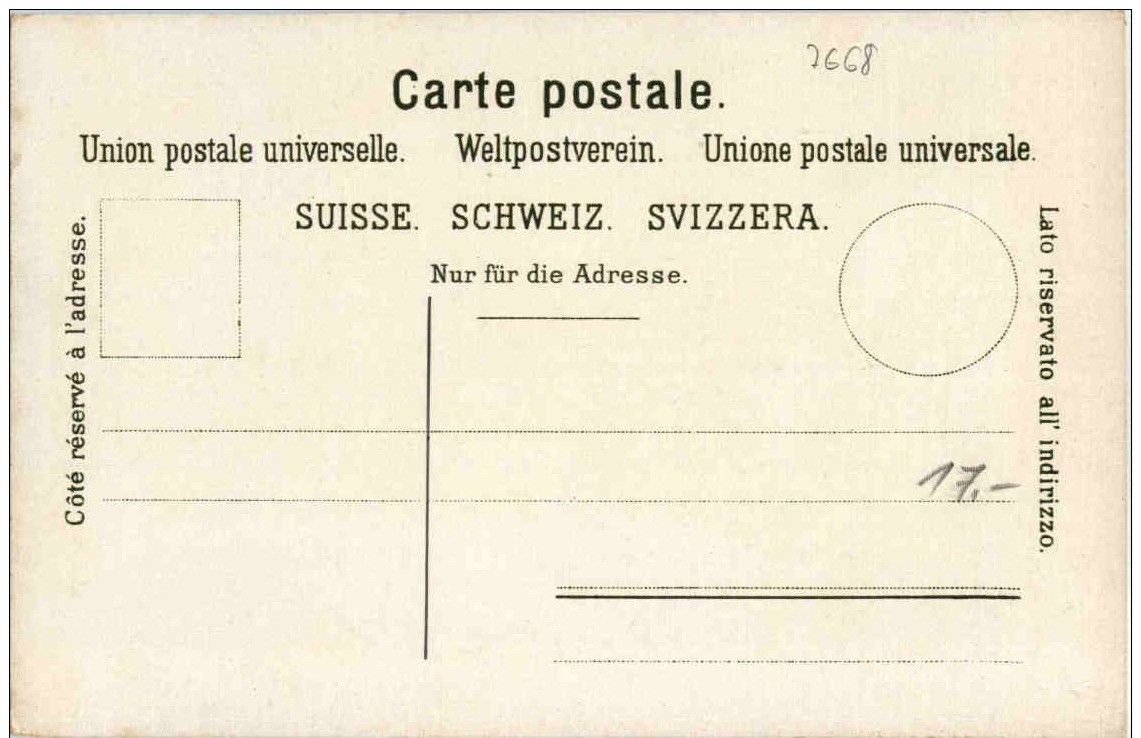 7668
Carte postale.
Union postale universelle. Weltpostverein. Unione postale universale.
SUISSE. SCHWEIZ. SVIZZERA.
Nur für die Adresse.
Côté réservé à l'adresse.
Lato riservato all' indirizzo.
17.-